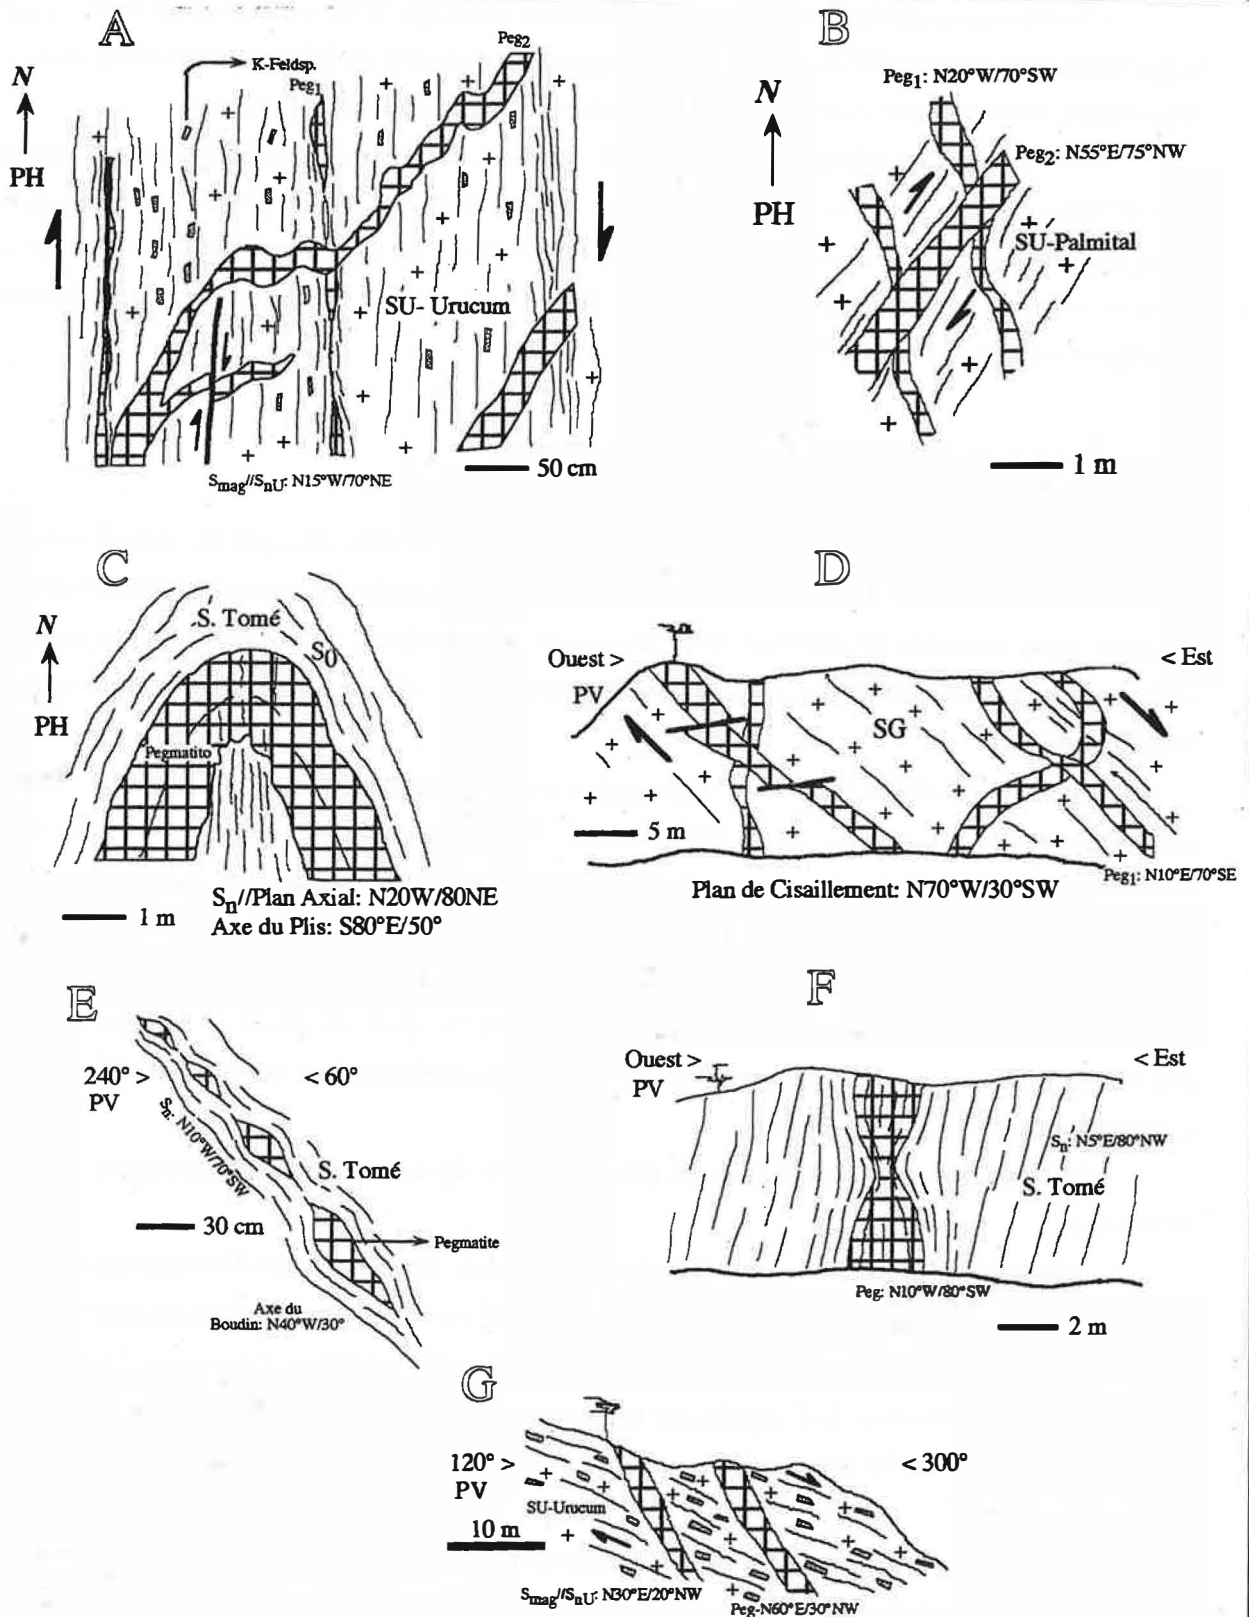 A
N
PH
K-Feldsp.
Peg1
Peg2
SU- Urucum
50 cm
Smag//SnU: N15°W/70°NE
B
N
PH
Peg1: N20°W/70°SW
Peg2: N55°E/75°NW
SU-Palmital
1 m
C
N
PH
S. Tomé
S0
Pegmatito
1 m
Sn//Plan Axial: N20W/80NE
Axe du Plis: S80°E/50°
D
Ouest >
< Est
PV
SG
5 m
Peg1: N10°E/70°SE
Plan de Cisaillement: N70°W/30°SW
E
240° >
< 60°
PV
Sn: N10°W/70°SW
S. Tomé
30 cm
Pegmatite
Axe du
Boudin: N40°W/30°
F
Ouest >
< Est
PV
Sn: N5°E/80°NW
S. Tomé
Peg: N10°W/80°SW
2 m
G
120° >
< 300°
PV
SU-Urucum
10 m
Smag//SnU: N30°E/20°NW
Peg-N60°E/30°NW